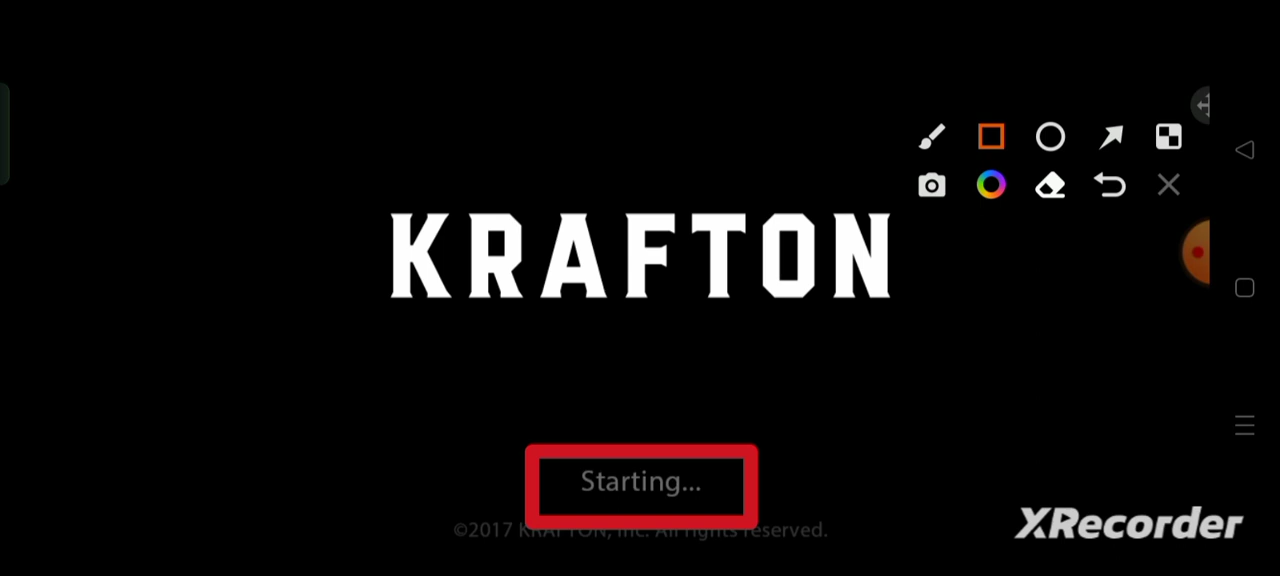 KRAFTON
Starting...
©2017 KRAFTON, Inc. All rights reserved.
XRecorder